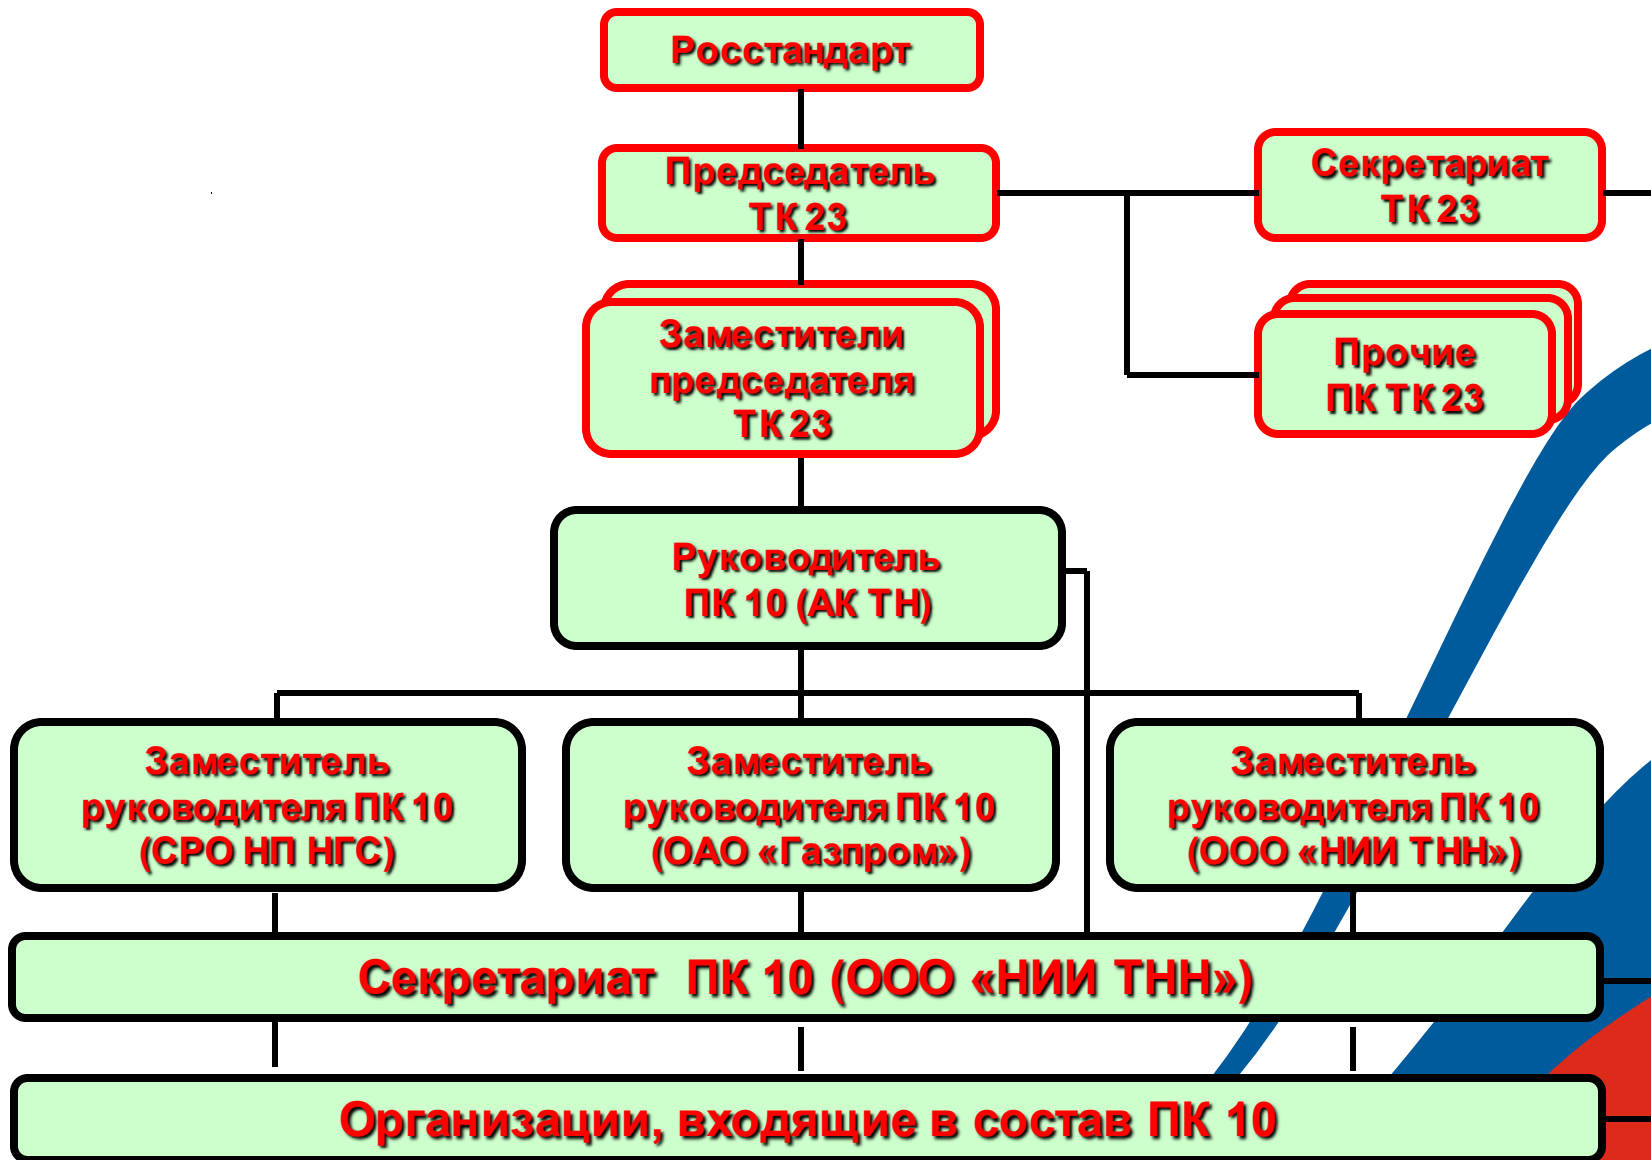 Росстандарт
Председатель
ТК 23
Секретариат
ТК 23
Заместители
председателя
ТК 23
Прочие
ПК ТК 23
Руководитель
ПК 10 (АК ТН)
Заместитель
руководителя ПК 10
(СРО НП НГС)
Заместитель
руководителя ПК 10
(ОАО «Газпром»)
Заместитель
руководителя ПК 10
(ООО «НИИ ТНН»)
Секретариат ПК 10 (ООО «НИИ ТНН»)
Организации, входящие в состав ПК 10